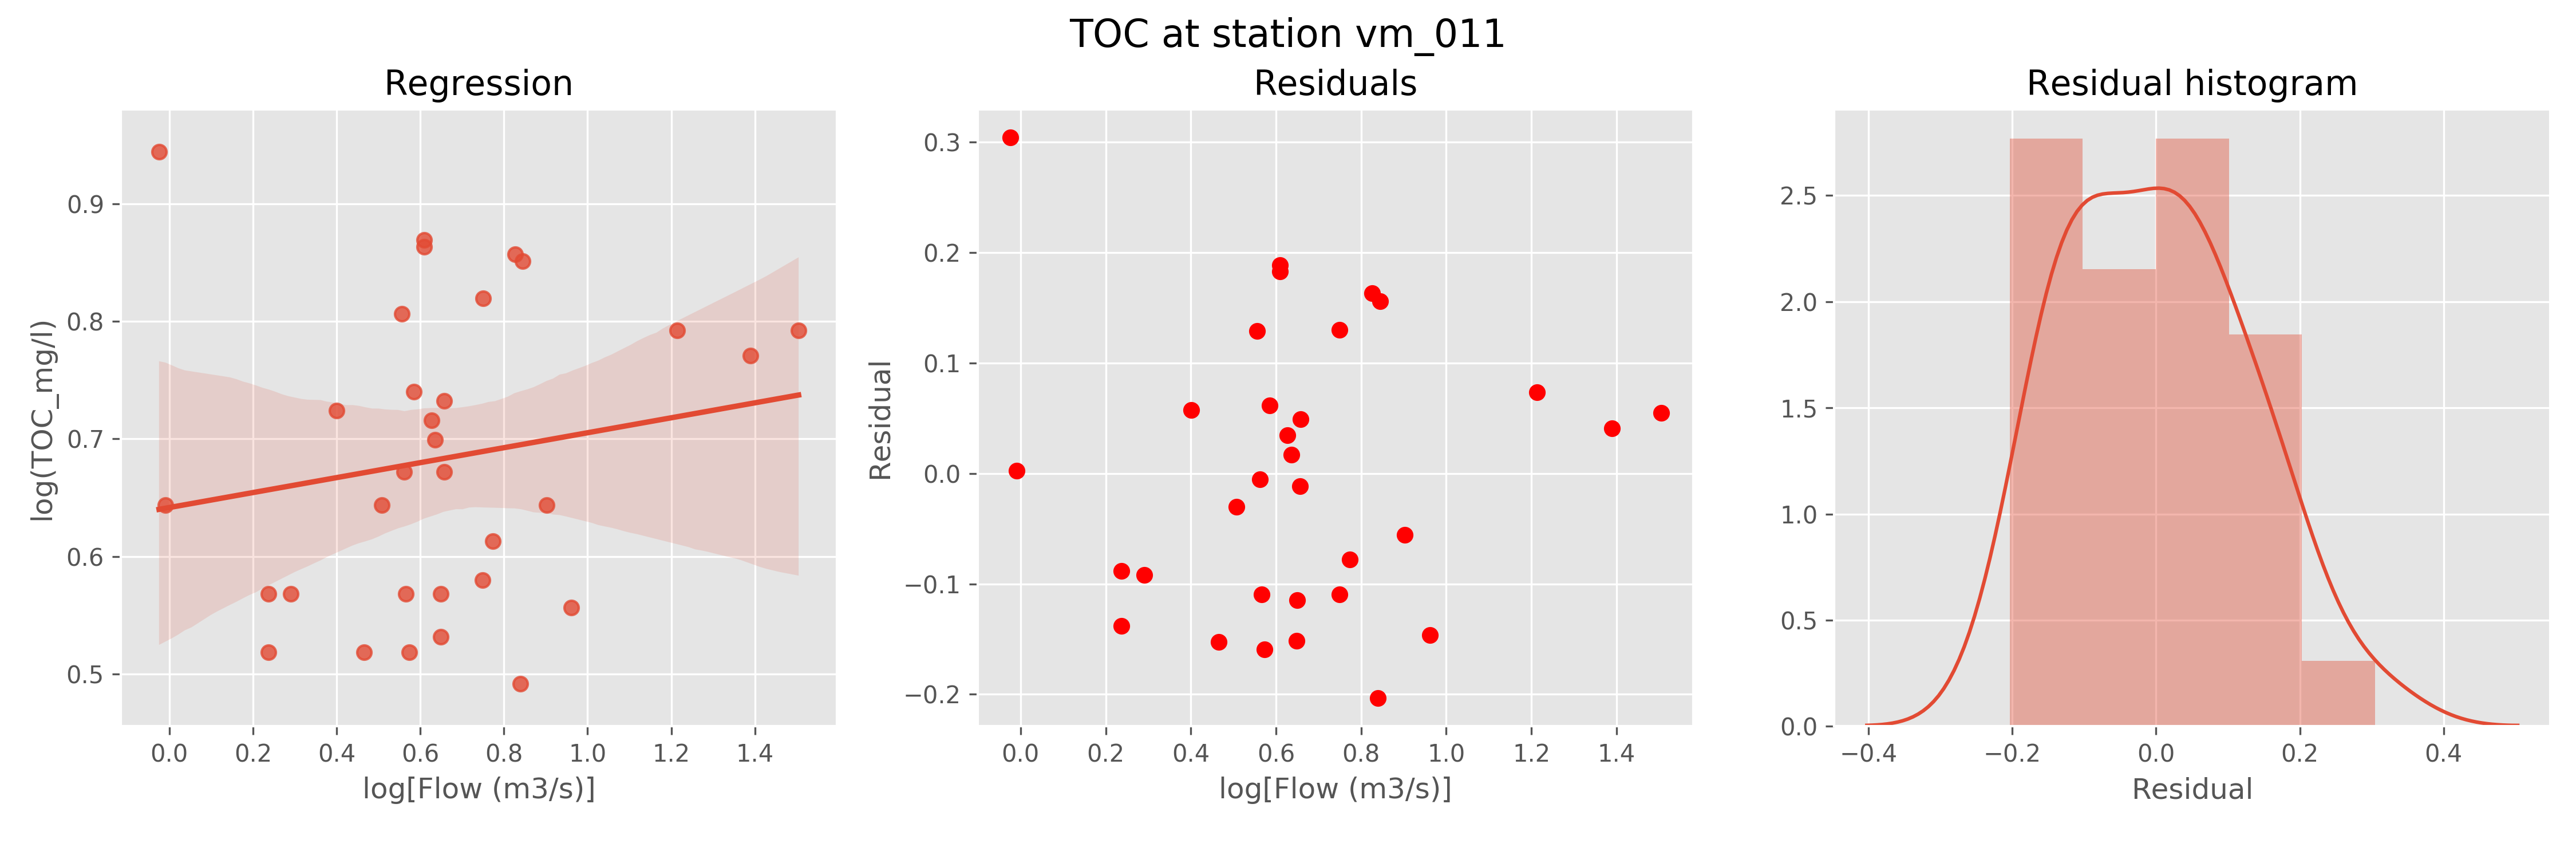 TOC at station vm_011
Regression
0.9
0.8
0.7
0.6
0.5
log(TOC_mg/l)
0.0 0.2 0.4 0.6 0.8 1.0 1.2 1.4
log[Flow (m3/s)]
Residuals
0.3
0.2
0.1
0.0
−0.1
−0.2
Residual
0.0 0.2 0.4 0.6 0.8 1.0 1.2 1.4
log[Flow (m3/s)]
Residual histogram
2.5
2.0
1.5
1.0
0.5
0.0
−0.4 −0.2 0.0 0.2 0.4
Residual